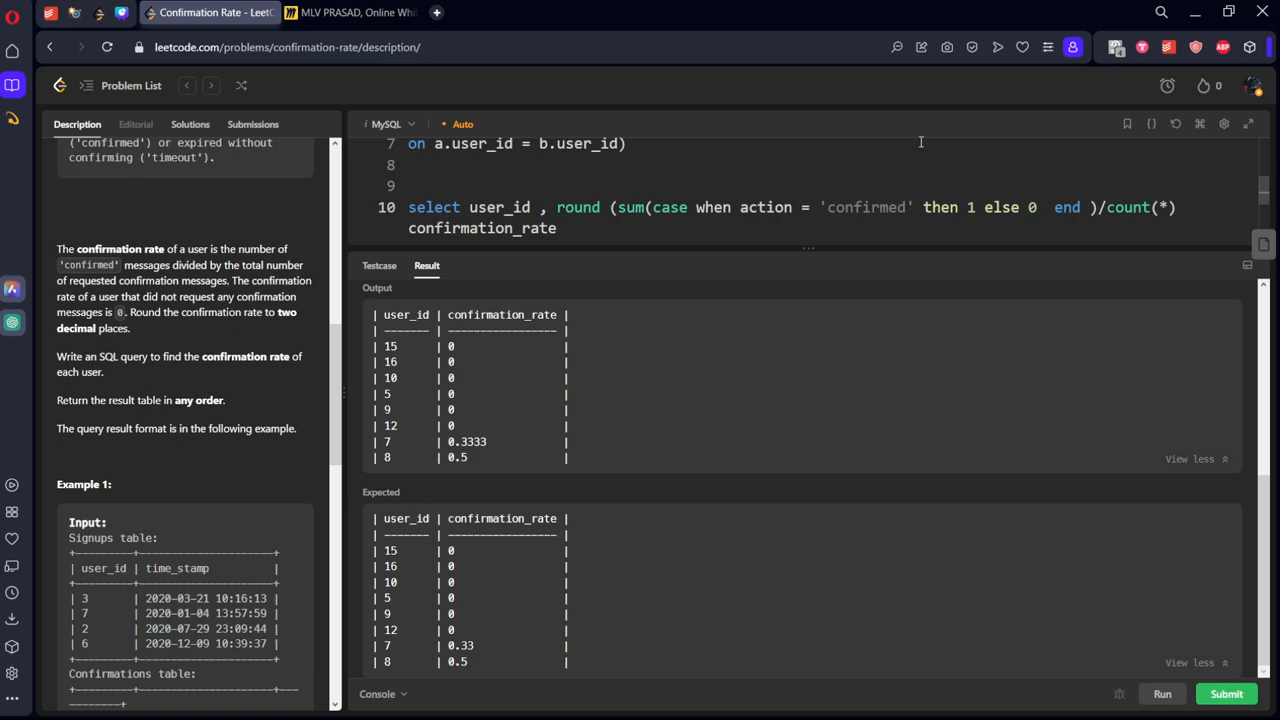 Confirmation Rate - LeetC
MLV PRASAD, Online Whit
leetcode.com/problems/confirmation-rate/description/
Problem List
0
Description
Editorial
Solutions
Submissions
MySQL
Auto
('confirmed') or expired without
confirming ('timeout').
The confirmation rate of a user is the number of
'confirmed' messages divided by the total number
of requested confirmation messages. The confirmation
rate of a user that did not request any confirmation
messages is 0. Round the confirmation rate to two
decimal places.
Write an SQL query to find the confirmation rate of
each user.
Return the result table in any order.
The query result format is in the following example.
Example 1:
Input:
Signups table:
+---------+---------------------+
| user_id | time_stamp |
+---------+---------------------+
| 3 | 2020-03-21 10:16:13 |
| 7 | 2020-01-04 13:57:59 |
| 2 | 2020-07-29 23:09:44 |
| 6 | 2020-12-09 10:39:37 |
+---------+---------------------+
Confirmations table:
+---------+---------------------+---
--------+
7 on a.user_id = b.user_id)
8
9
10 select user_id , round (sum(case when action = 'confirmed' then 1 else 0 end )/count(*)
confirmation_rate
Testcase
Result
Output
| user_id | confirmation_rate |
| ------- | ----------------- |
| 15 | 0 |
| 16 | 0 |
| 10 | 0 |
| 5 | 0 |
| 9 | 0 |
| 12 | 0 |
| 7 | 0.3333 |
| 8 | 0.5 |
View less
Expected
| user_id | confirmation_rate |
| ------- | ----------------- |
| 15 | 0 |
| 16 | 0 |
| 10 | 0 |
| 5 | 0 |
| 9 | 0 |
| 12 | 0 |
| 7 | 0.33 |
| 8 | 0.5 |
View less
Console
Run
Submit